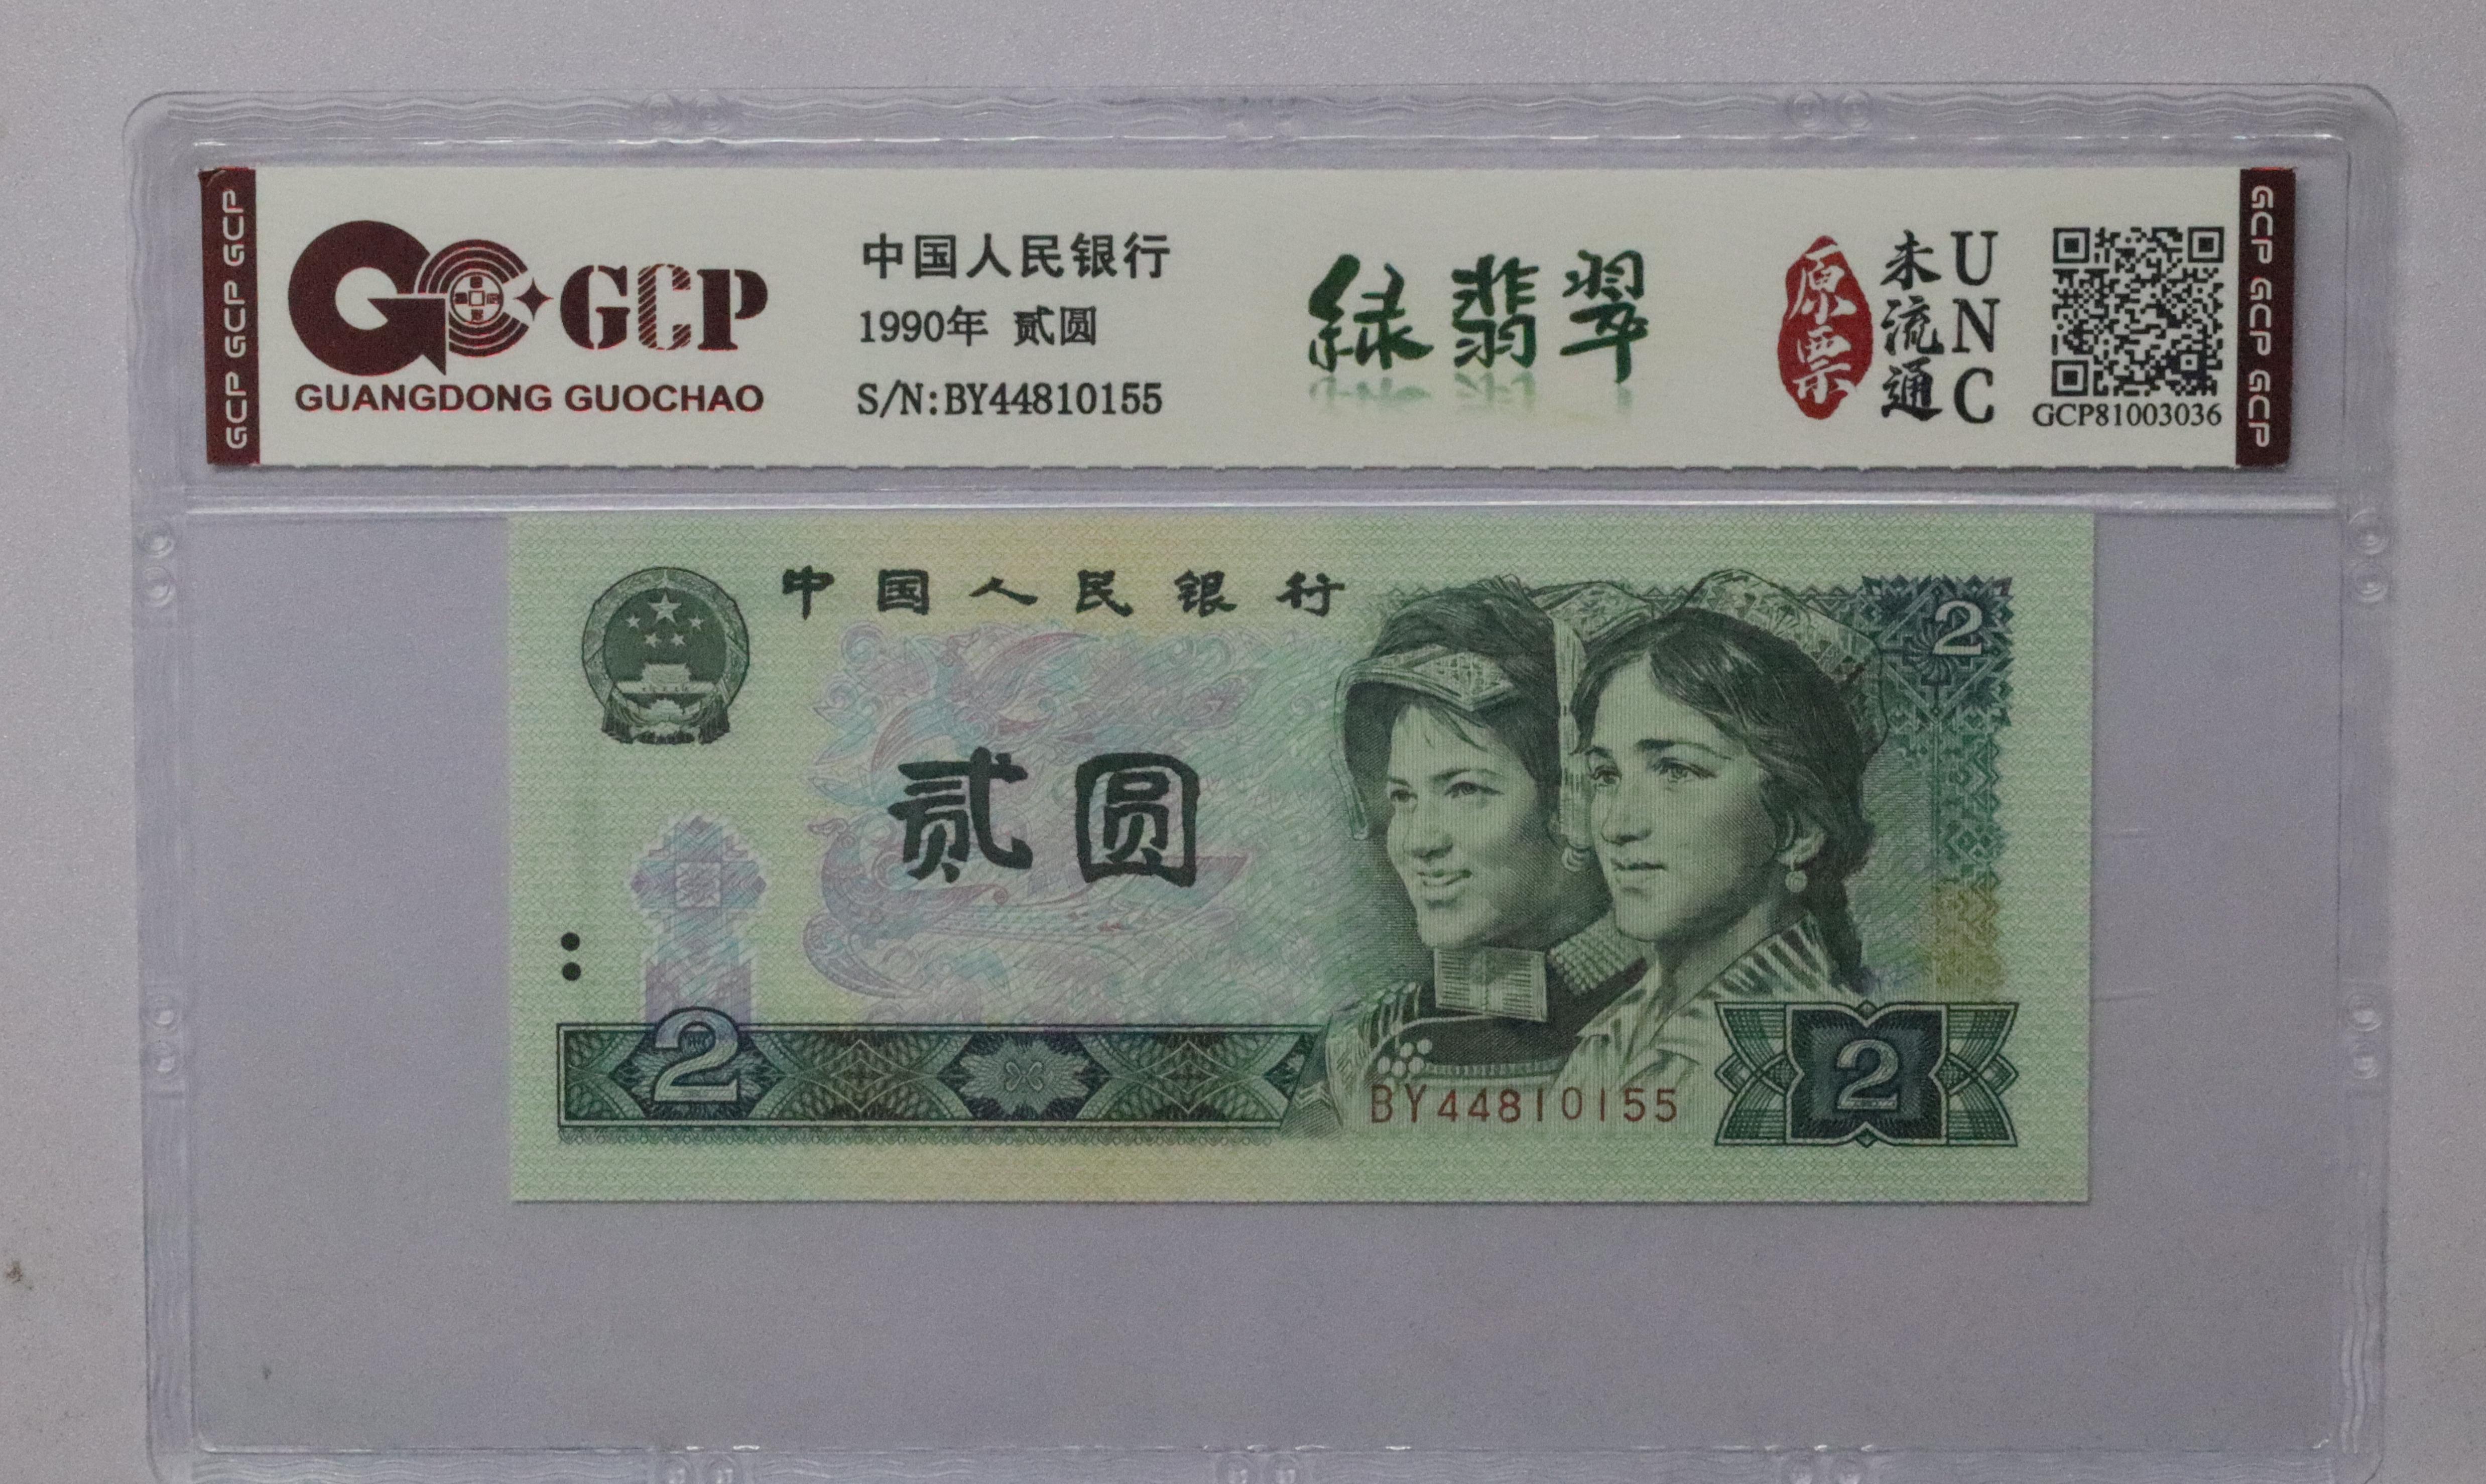 GCP GCP GCP
GCP
GUANGDONG GUOCHAO
中国人民银行
1990年 贰圆
S/N:BY44810155
绿翡翠
原票
未流通
UNC
GCP81003036
GCP GCP GCP
中国人民银行
2
贰圆
2
BY44810155
2